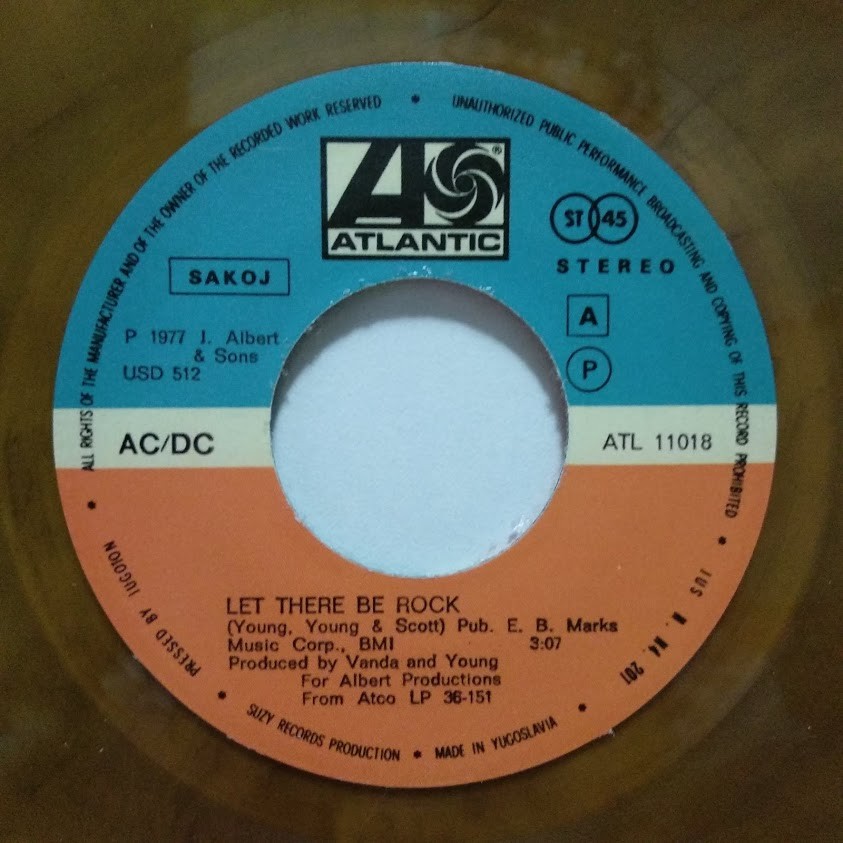 ALL RIGHTS OF THE MANUFACTURER AND OF THE OWNER OF THE RECORDED WORK RESERVED • UNAUTHORIZED PUBLIC PERFORMANCE BROADCASTING AND COPYING OF THIS RECORD PROHIBITED
ATLANTIC
®
ST 45
STEREO
SAKOJ
A
P 1977 J. Albert
& Sons
P
USD 512
AC/DC
ATL 11018
LET THERE BE ROCK
(Young, Young & Scott) Pub. E. B. Marks
Music Corp., BMI 3:07
Produced by Vanda and Young
For Albert Productions
From Atco LP 36-151
PRESSED BY JUGOTON • SUZY RECORDS PRODUCTION • MADE IN YUGOSLAVIA • JUS N. N4. 201